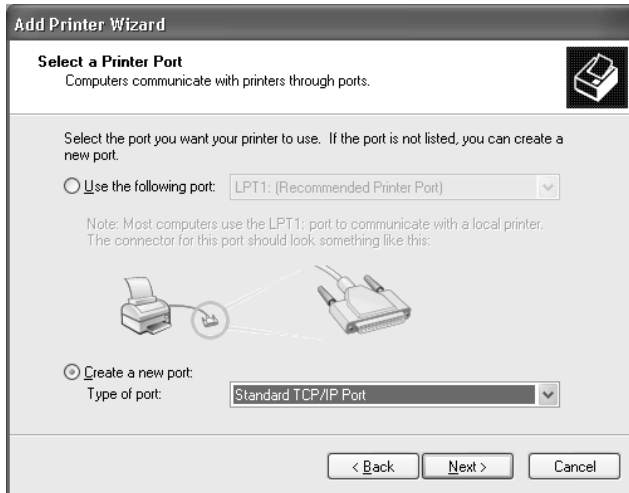 Add Printer Wizard
Select a Printer Port
Computers communicate with printers through ports.
Select the port you want your printer to use. If the port is not listed, you can create a
new port.
Use the following port: LPT1: (Recommended Printer Port)
Note: Most computers use the LPT1: port to communicate with a local printer.
The connector for this port should look something like this:
Create a new port:
Type of port: Standard TCP/IP Port
< Back Next > Cancel